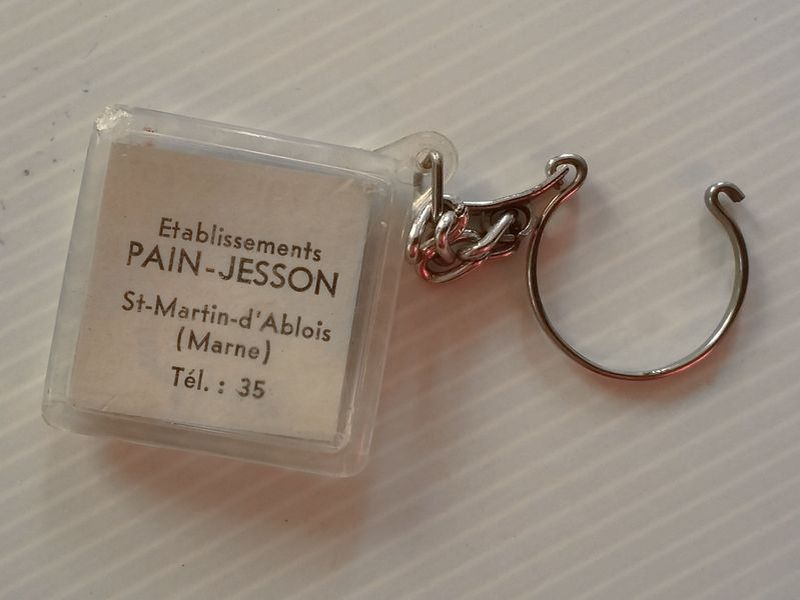 Etablissements
PAIN-JESSON
St-Martin-d'Ablois
(Marne)
Tél. : 35